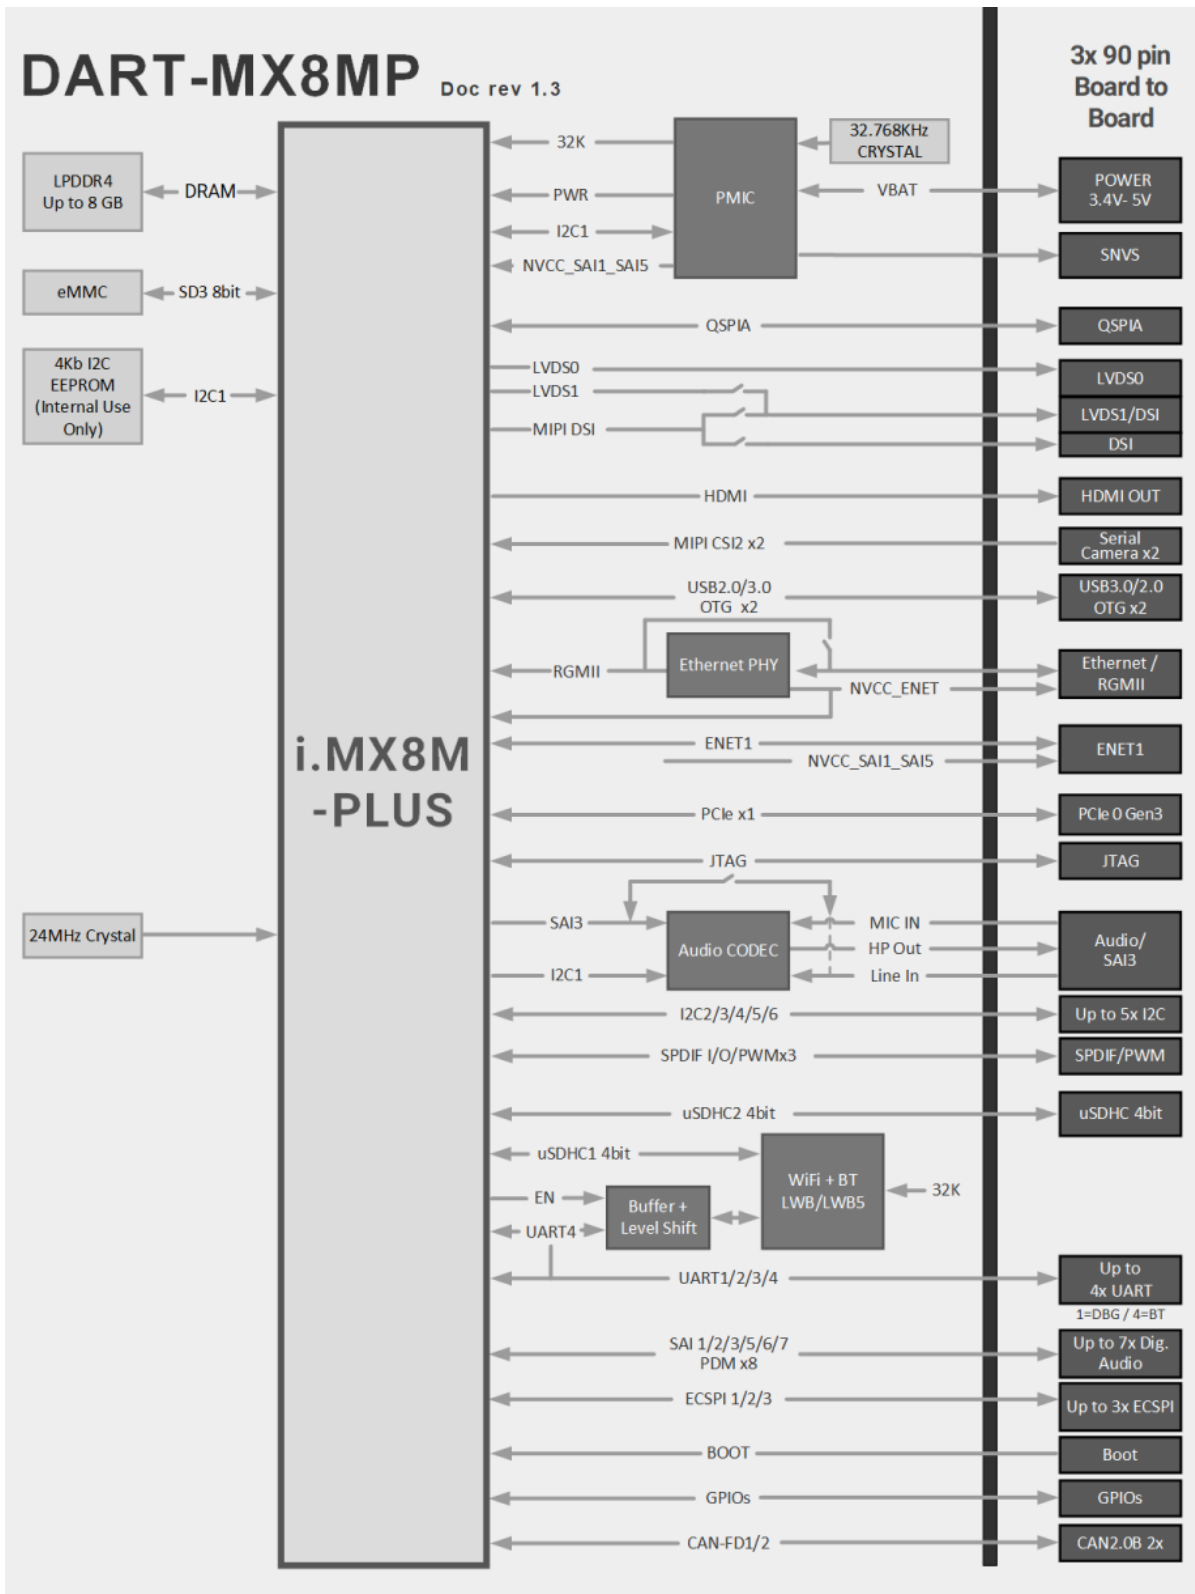 DART-MX8MP Doc rev 1.3
3x 90 pin
Board to
Board
LPDDR4
Up to 8 GB
DRAM
eMMC
SD3 8bit
4Kb I2C
EEPROM
(Internal Use
Only)
I2C1
24MHz Crystal
i.MX8M
-PLUS
32K
PWR
I2C1
NVCC_SAI1_SAI5
PMIC
32.768KHz
CRYSTAL
VBAT
POWER
3.4V- 5V
SNVS
QSPIA
QSPIA
LVDS0
LVDS0
LVDS1
LVDS1/DSI
MIPI DSI
DSI
HDMI
HDMI OUT
MIPI CSI2 x2
Serial
Camera x2
USB2.0/3.0
OTG x2
USB3.0/2.0
OTG x2
RGMII
Ethernet PHY
NVCC_ENET
Ethernet /
RGMII
ENET1
NVCC_SAI1_SAI5
ENET1
PCIe x1
PCIe 0 Gen3
JTAG
JTAG
SAI3
I2C1
Audio CODEC
MIC IN
HP Out
Line In
Audio/
SAI3
I2C2/3/4/5/6
Up to 5x I2C
SPDIF I/O/PWMx3
SPDIF/PWM
uSDHC2 4bit
uSDHC 4bit
uSDHC1 4bit
EN
UART4
Buffer +
Level Shift
WiFi + BT
LWB/LWB5
32K
UART1/2/3/4
Up to
4x UART
1=DBG / 4=BT
SAI 1/2/3/5/6/7
PDM x8
Up to 7x Dig.
Audio
ECSPI 1/2/3
Up to 3x ECSPI
BOOT
Boot
GPIOs
GPIOs
CAN-FD1/2
CAN2.0B 2x